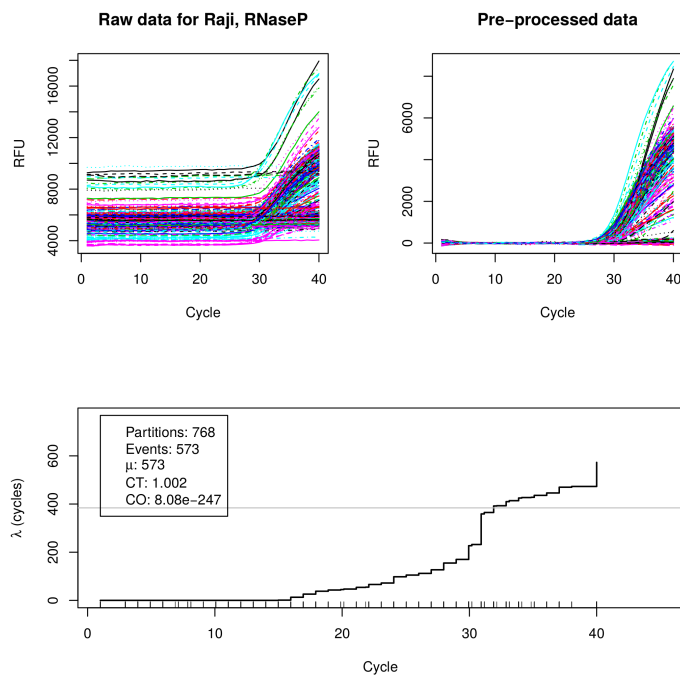 Raw data for Raji, RNaseP
Pre−processed data
RFU
4000
8000
12000
16000
0
10
20
30
40
Cycle
RFU
0
2000
6000
0
10
20
30
40
Cycle
λ (cycles)
0
200
400
600
Partitions: 768
Events: 573
μ: 573
CT: 1.002
CO: 8.08e−247
0
10
20
30
40
Cycle